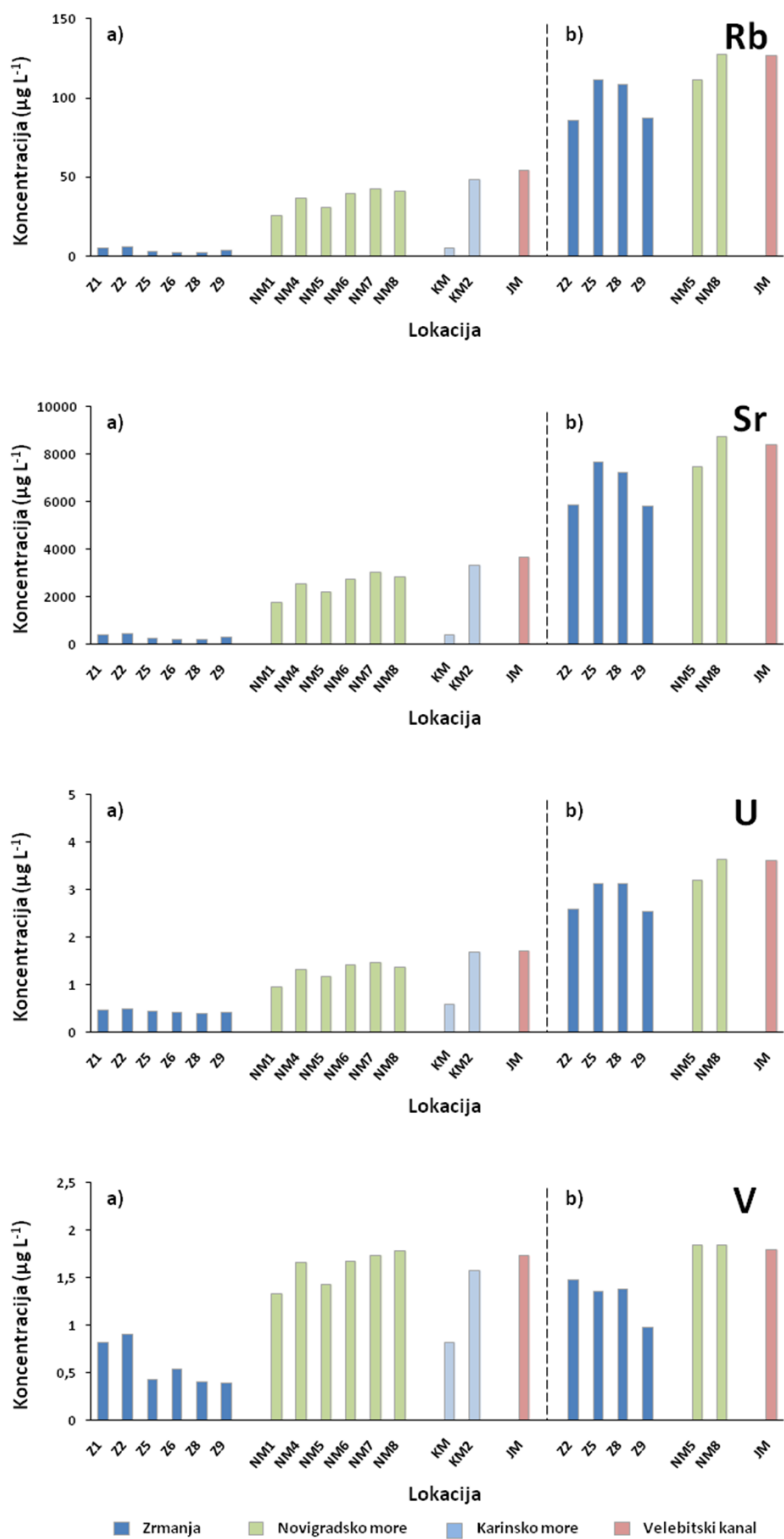 a)
b)
Rb
Koncentracija (µg L-1)
150
100
50
0
Z1 Z2 Z5 Z6 Z8 Z9 NM1 NM4 NM5 NM6 NM7 NM8 KM KM2 JM Z2 Z5 Z8 Z9 NM5 NM8 JM
Lokacija
a)
b)
Sr
Koncentracija (µg L-1)
10000
8000
6000
4000
2000
0
Z1 Z2 Z5 Z6 Z8 Z9 NM1 NM4 NM5 NM6 NM7 NM8 KM KM2 JM Z2 Z5 Z8 Z9 NM5 NM8 JM
Lokacija
a)
b)
U
Koncentracija (µg L-1)
5
4
3
2
1
0
Z1 Z2 Z5 Z6 Z8 Z9 NM1 NM4 NM5 NM6 NM7 NM8 KM KM2 JM Z2 Z5 Z8 Z9 NM5 NM8 JM
Lokacija
a)
b)
V
Koncentracija (µg L-1)
2,5
2
1,5
1
0,5
0
Z1 Z2 Z5 Z6 Z8 Z9 NM1 NM4 NM5 NM6 NM7 NM8 KM KM2 JM Z2 Z5 Z8 Z9 NM5 NM8 JM
Lokacija
Zrmanja Novigradsko more Karinsko more Velebitski kanal